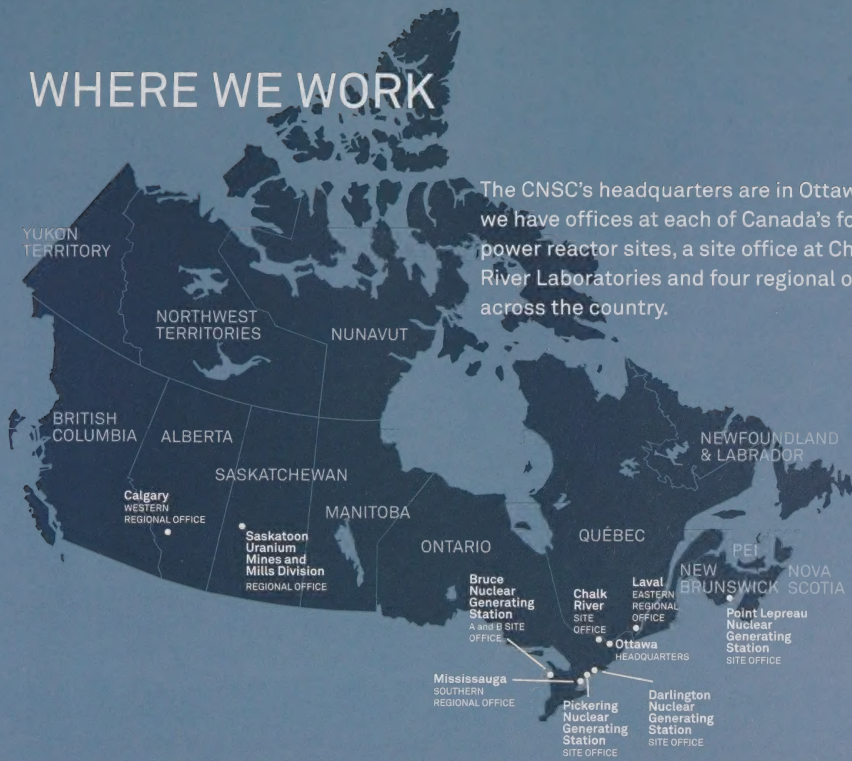 WHERE WE WORK
The CNSC's headquarters are in
we have offices at each of Canada's
power reactor sites, a site office at
River Laboratories and four regional
across the country.
YUKON
TERRITORY
NORTHWEST
TERRITORIES
NUNAVUT
BRITISH
COLUMBIA
ALBERTA
SASKATCHEWAN
MANITOBA
ONTARIO
QUÉBEC
NEWFOUNDLAND
& LABRADOR
PEI
NEW
BRUNSWICK
NOVA
SCOTIA
Calgary
WESTERN
REGIONAL OFFICE
Saskatoon
Uranium
Mines and
Mills Division
REGIONAL OFFICE
Bruce
Nuclear
Generating
Station
A and B SITE
OFFICE
Chalk
River
SITE
OFFICE
Laval
EASTERN
REGIONAL
OFFICE
Ottawa
HEADQUARTERS
Point Lepreau
Nuclear
Generating
Station
SITE OFFICE
Mississauga
SOUTHERN
REGIONAL OFFICE
Pickering
Nuclear
Generating
Station
SITE OFFICE
Darlington
Nuclear
Generating
Station
SITE OFFICE